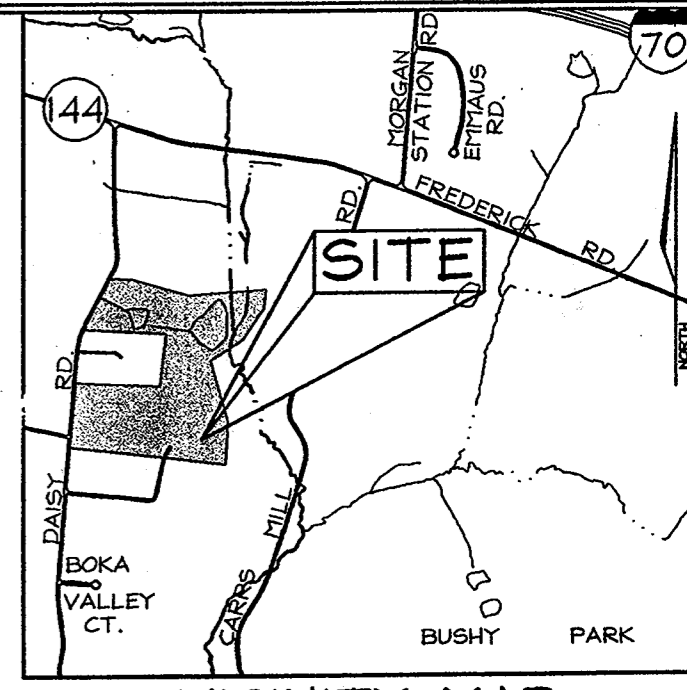 70
144
MORGAN
STATION RD
EMMAUS
RD.
FREDERICK
RD
RD.
SITE
NORTH
DAISY RD.
CARRS MILL
BOKA
VALLEY
CT.
BUSHY PARK